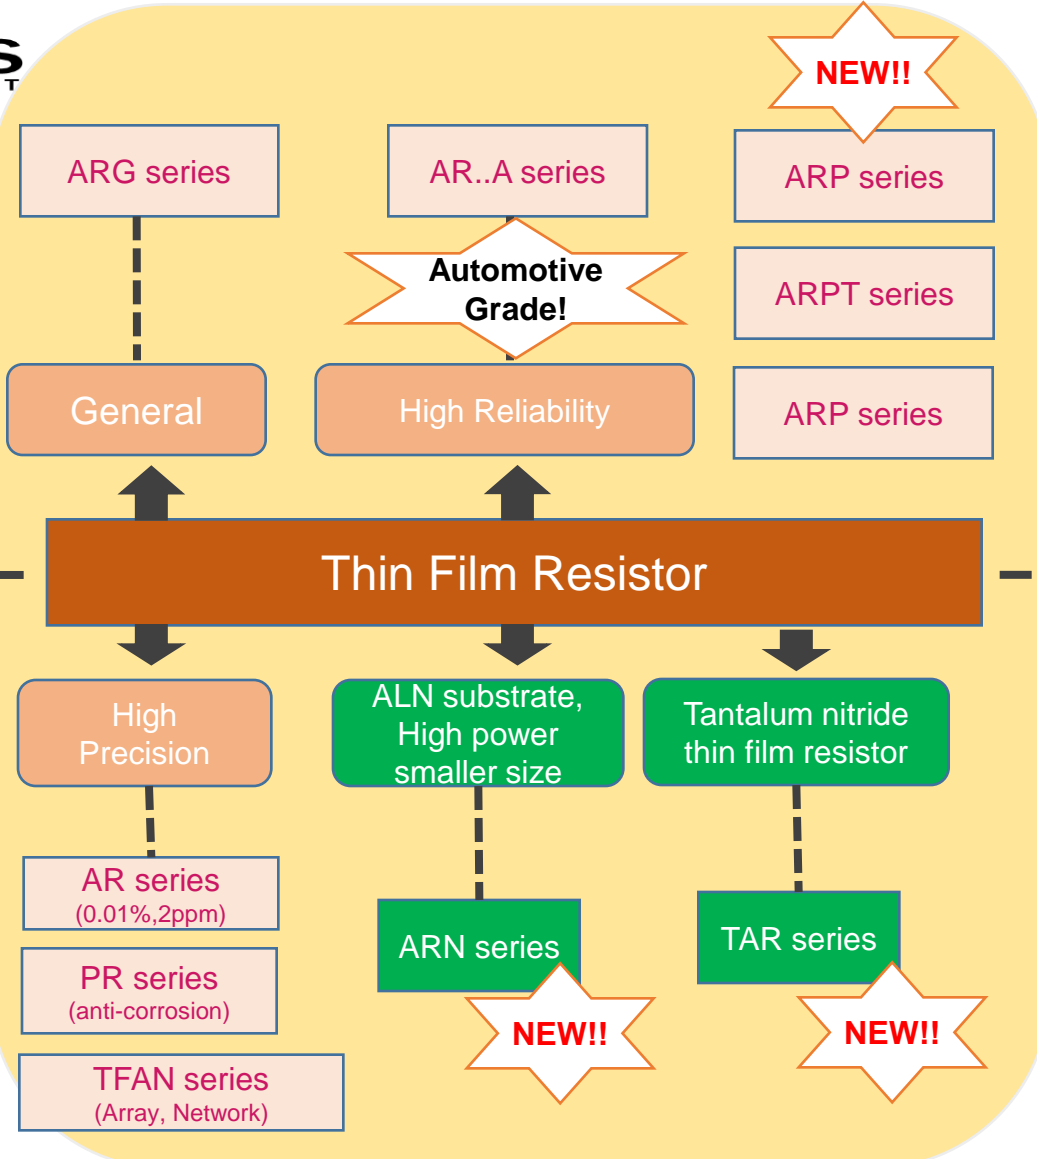 S
T
NEW!!
ARG series
AR..A series
ARP series
Automotive
Grade!
ARPT series
General
High Reliability
ARP series
Thin Film Resistor
High
Precision
ALN substrate,
High power
smaller size
Tantalum nitride
thin film resistor
AR series
(0.01%,2ppm)
PR series
(anti-corrosion)
TFAN series
(Array, Network)
ARN series
NEW!!
TAR series
NEW!!